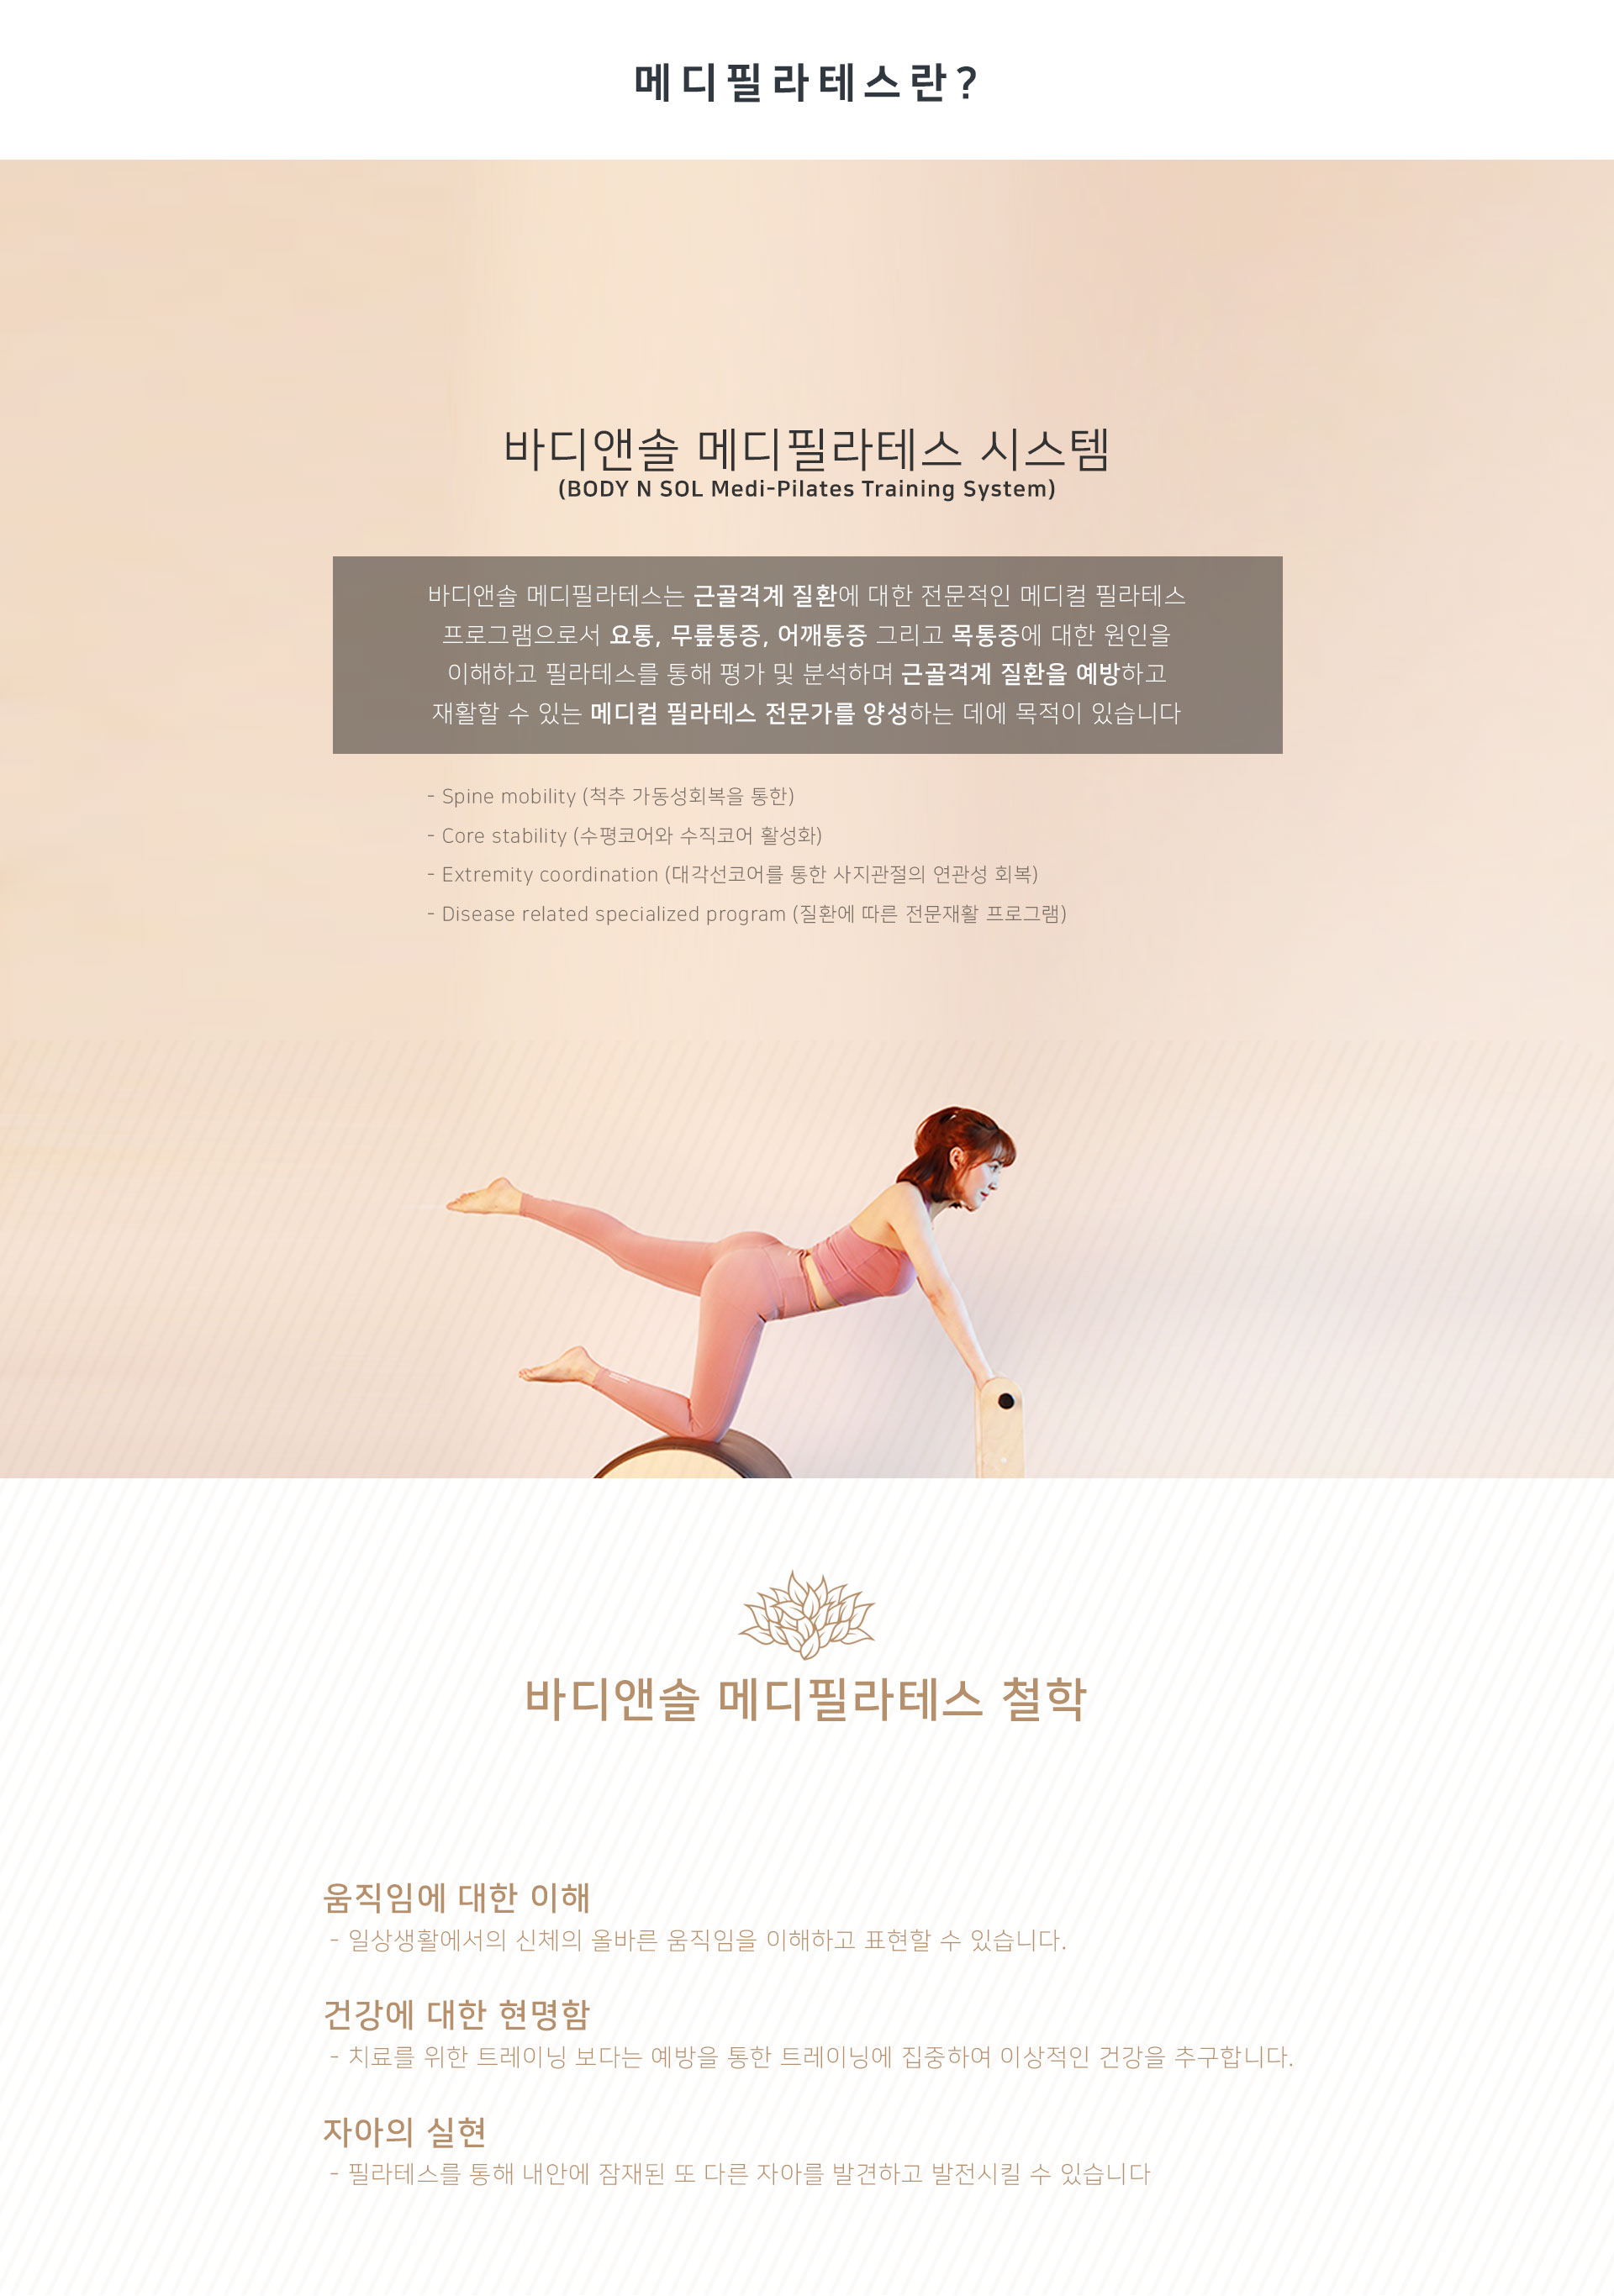 메디필라테스란?
바디앤솔 메디필라테스 시스템
(BODY N SOL Medi-Pilates Training System)
바디앤솔 메디필라테스는 근골격계 질환에 대한 전문적인 메디컬 필라테스
프로그램으로서 요통, 무릎통증, 어깨통증 그리고 목통증에 대한 원인을
이해하고 필라테스를 통해 평가 및 분석하며 근골격계 질환을 예방하고
재활할 수 있는 메디컬 필라테스 전문가를 양성하는 데에 목적이 있습니다
- Spine mobility (척추 가동성회복을 통한)
- Core stability (수평코어와 수직코어 활성화)
- Extremity coordination (대각선코어를 통한 사지관절의 연관성 회복)
- Disease related specialized program (질환에 따른 전문재활 프로그램)
바디앤솔 메디필라테스 철학
움직임에 대한 이해
- 일상생활에서의 신체의 올바른 움직임을 이해하고 표현할 수 있습니다.
건강에 대한 현명함
- 치료를 위한 트레이닝 보다는 예방을 통한 트레이닝에 집중하여 이상적인 건강을 추구합니다.
자아의 실현
- 필라테스를 통해 내안에 잠재된 또 다른 자아를 발견하고 발전시킬 수 있습니다